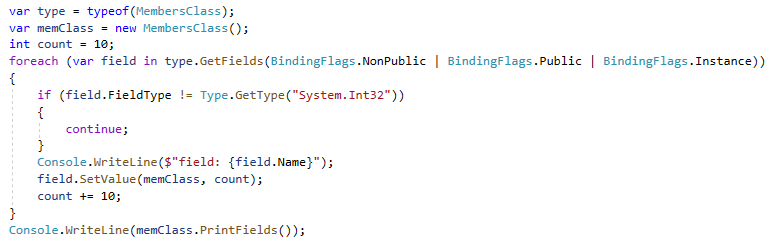 var type = typeof(MembersClass);
var memClass = new MembersClass();
int count = 10;
foreach (var field in type.GetFields(BindingFlags.NonPublic | BindingFlags.Public | BindingFlags.Instance))
{
    if (field.FieldType != Type.GetType("System.Int32"))
    {
        continue;
    }
    Console.WriteLine($"field: {field.Name}");
    field.SetValue(memClass, count);
    count += 10;
}
Console.WriteLine(memClass.PrintFields());